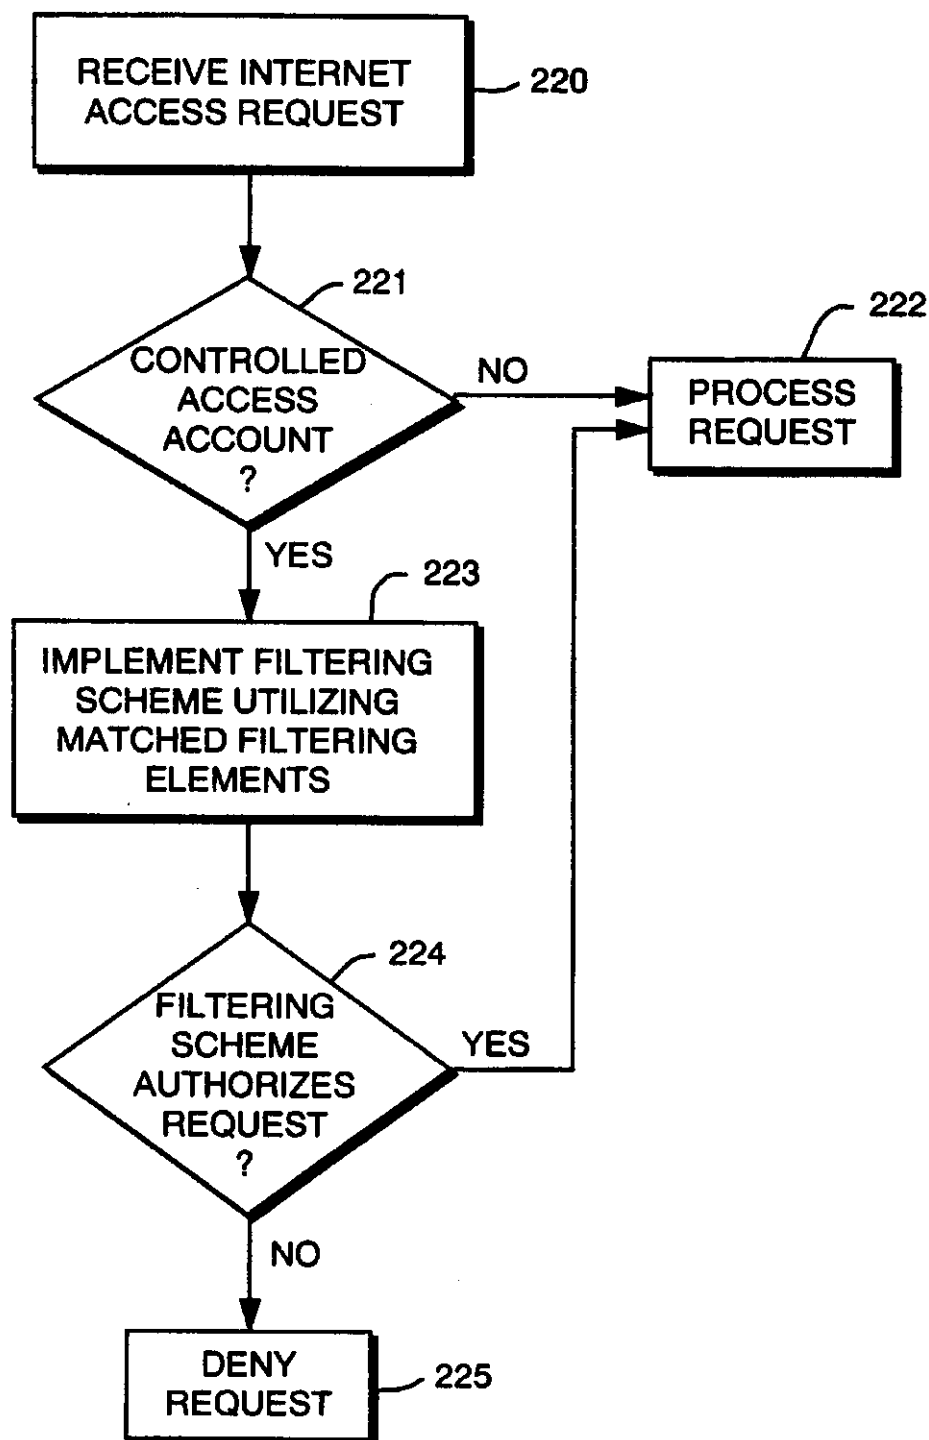 RECEIVE INTERNET
ACCESS REQUEST
220
221
CONTROLLED
ACCESS
ACCOUNT
?
NO
222
PROCESS
REQUEST
YES
223
IMPLEMENT FILTERING
SCHEME UTILIZING
MATCHED FILTERING
ELEMENTS
224
FILTERING
SCHEME
AUTHORIZES
REQUEST
?
YES
NO
DENY
REQUEST
225